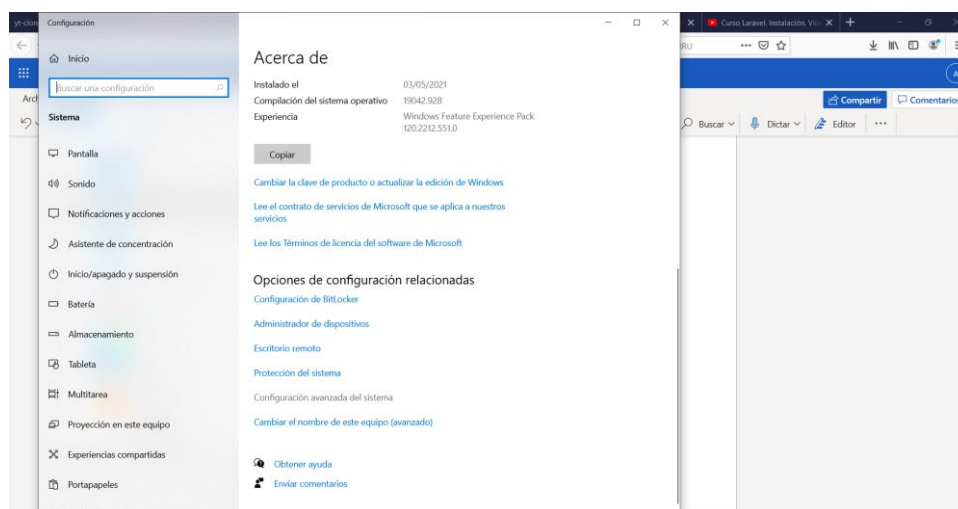 yt-clon
Configuración
Curso Laravel. Instalación. Víd
Inicio
Buscar una configuración
Sistema
Pantalla
Sonido
Notificaciones y acciones
Asistente de concentración
Inicio/apagado y suspensión
Batería
Almacenamiento
Tableta
Multitarea
Proyección en este equipo
Experiencias compartidas
Portapapeles
Acerca de
Instalado el 03/05/2021
Compilación del sistema operativo 19042.928
Experiencia Windows Feature Experience Pack
120.2212.551.0
Copiar
Cambiar la clave de producto o actualizar la edición de Windows
Lee el contrato de servicios de Microsoft que se aplica a nuestros
servicios
Lee los Términos de licencia del software de Microsoft
Opciones de configuración relacionadas
Configuración de BitLocker
Administrador de dispositivos
Escritorio remoto
Protección del sistema
Configuración avanzada del sistema
Cambiar el nombre de este equipo (avanzado)
Obtener ayuda
Enviar comentarios
Arch
Compartir
Comentarios
Buscar
Dictar
Editor